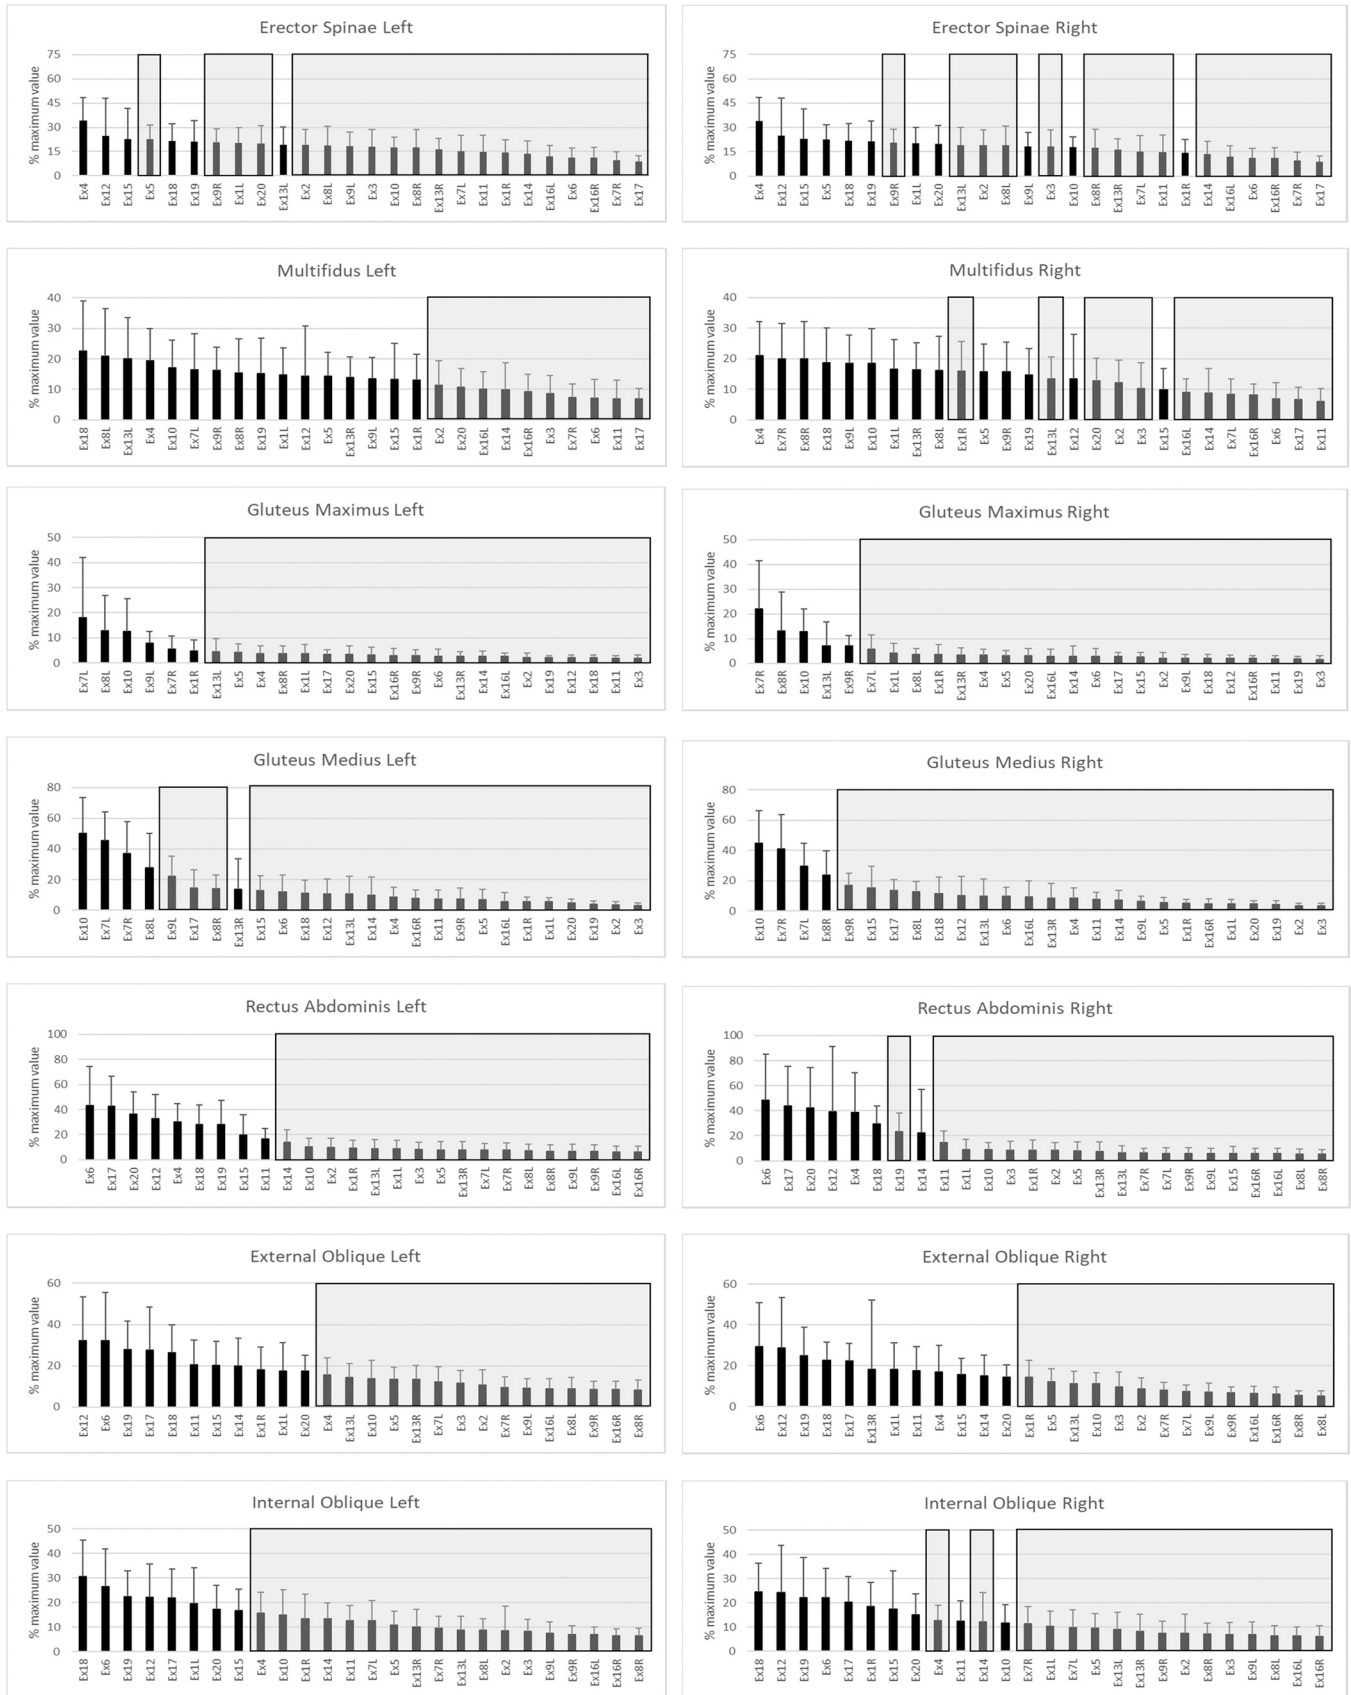 Erector Spinae Left
% maximum value
75
60
45
30
15
0
Ex4 Ex12 Ex15 Ex5 Ex18 Ex19 Ex9R Ex1L Ex20 Ex13L Ex2 Ex8L Ex9L Ex3 Ex10 Ex8R Ex13R Ex7L Ex11 Ex1R Ex14 Ex16L Ex6 Ex16R Ex7R Ex17
Erector Spinae Right
% maximum value
75
60
45
30
15
0
Ex4 Ex12 Ex15 Ex5 Ex18 Ex19 Ex9R Ex1L Ex20 Ex13L Ex2 Ex8L Ex9L Ex3 Ex10 Ex8R Ex13R Ex7L Ex11 Ex1R Ex14 Ex16L Ex6 Ex16R Ex7R Ex17
Multifidus Left
% maximum value
40
30
20
10
0
Ex18 Ex8L Ex13L Ex4 Ex10 Ex7L Ex9R Ex8R Ex19 Ex1L Ex12 Ex5 Ex13R Ex9L Ex15 Ex1R Ex2 Ex20 Ex16L Ex14 Ex16R Ex3 Ex7R Ex6 Ex11 Ex17
Multifidus Right
% maximum value
40
30
20
10
0
Ex4 Ex7R Ex8R Ex18 Ex9L Ex10 Ex1L Ex13R Ex8L Ex1R Ex5 Ex9R Ex19 Ex13L Ex12 Ex20 Ex2 Ex3 Ex15 Ex16L Ex14 Ex7L Ex16R Ex6 Ex17 Ex11
Gluteus Maximus Left
% maximum value
50
40
30
20
10
0
Ex7L Ex8L Ex10 Ex9L Ex7R Ex1R Ex13L Ex5 Ex4 Ex8R Ex1L Ex17 Ex20 Ex15 Ex16R Ex9R Ex6 Ex13R Ex14 Ex16L Ex2 Ex19 Ex12 Ex18 Ex11 Ex3
Gluteus Maximus Right
% maximum value
50
40
30
20
10
0
Ex7R Ex8R Ex10 Ex13L Ex9R Ex7L Ex1L Ex8L Ex1R Ex13R Ex4 Ex5 Ex20 Ex16L Ex14 Ex6 Ex17 Ex15 Ex2 Ex9L Ex18 Ex12 Ex16R Ex11 Ex19 Ex3
Gluteus Medius Left
% maximum value
80
60
40
20
0
Ex10 Ex7L Ex7R Ex8L Ex9L Ex17 Ex8R Ex13R Ex15 Ex6 Ex18 Ex12 Ex13L Ex14 Ex4 Ex16R Ex11 Ex9R Ex5 Ex16L Ex1R Ex1L Ex20 Ex19 Ex2 Ex3
Gluteus Medius Right
% maximum value
80
60
40
20
0
Ex10 Ex7R Ex7L Ex8R Ex9R Ex15 Ex17 Ex8L Ex18 Ex12 Ex13L Ex6 Ex16L Ex13R Ex4 Ex11 Ex14 Ex9L Ex5 Ex1R Ex16R Ex1L Ex20 Ex19 Ex2 Ex3
Rectus Abdominis Left
% maximum value
100
80
60
40
20
0
Ex6 Ex17 Ex20 Ex12 Ex4 Ex18 Ex19 Ex15 Ex11 Ex14 Ex10 Ex2 Ex1R Ex13L Ex1L Ex3 Ex5 Ex13R Ex7L Ex7R Ex8L Ex8R Ex9L Ex9R Ex16L Ex16R
Rectus Abdominis Right
% maximum value
100
80
60
40
20
0
Ex6 Ex17 Ex20 Ex12 Ex4 Ex18 Ex19 Ex14 Ex11 Ex1L Ex10 Ex3 Ex1R Ex2 Ex5 Ex13R Ex13L Ex7R Ex7L Ex9R Ex9L Ex15 Ex16R Ex16L Ex8L Ex8R
External Oblique Left
% maximum value
60
40
20
0
Ex12 Ex6 Ex19 Ex17 Ex18 Ex11 Ex15 Ex14 Ex1R Ex1L Ex20 Ex4 Ex13L Ex10 Ex5 Ex13R Ex7L Ex3 Ex2 Ex7R Ex9L Ex16L Ex8L Ex9R Ex16R Ex8R
External Oblique Right
% maximum value
60
40
20
0
Ex6 Ex12 Ex19 Ex18 Ex17 Ex13R Ex1L Ex11 Ex4 Ex15 Ex14 Ex20 Ex1R Ex5 Ex13L Ex10 Ex3 Ex2 Ex7R Ex7L Ex9L Ex9R Ex16L Ex16R Ex8R Ex8L
Internal Oblique Left
% maximum value
50
40
30
20
10
0
Ex18 Ex6 Ex19 Ex12 Ex17 Ex1L Ex20 Ex15 Ex4 Ex10 Ex1R Ex14 Ex11 Ex7L Ex5 Ex13R Ex7R Ex13L Ex8L Ex2 Ex3 Ex9L Ex9R Ex16L Ex16R Ex8R
Internal Oblique Right
% maximum value
50
40
30
20
10
0
Ex18 Ex12 Ex19 Ex6 Ex17 Ex1R Ex15 Ex20 Ex4 Ex11 Ex14 Ex10 Ex7R Ex1L Ex7L Ex5 Ex13L Ex13R Ex9R Ex2 Ex8R Ex3 Ex9L Ex8L Ex16L Ex16R